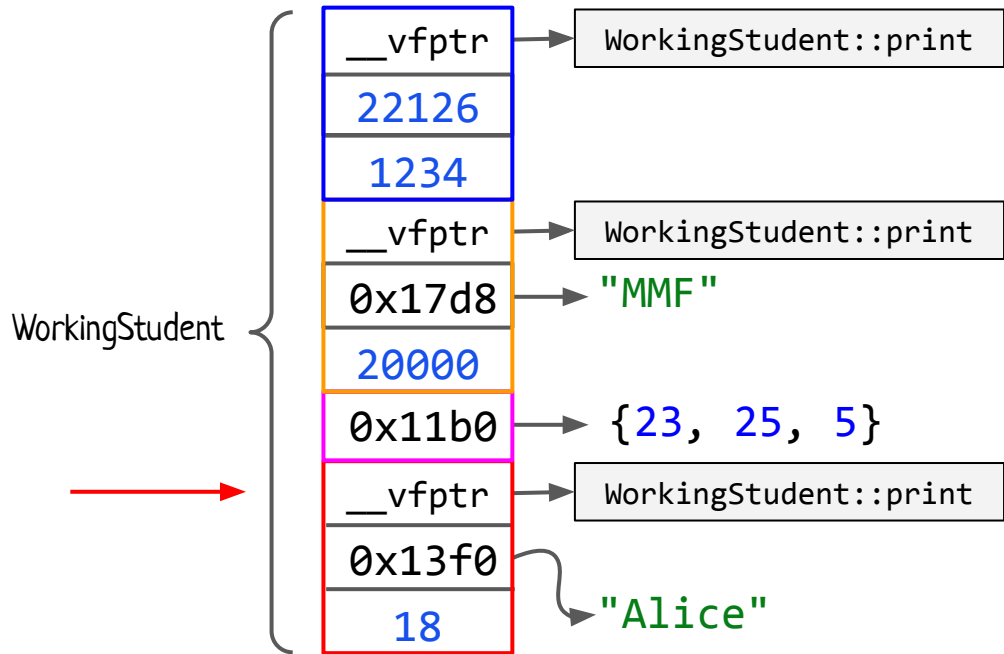 __vfptr WorkingStudent::print
22126
1234
__vfptr WorkingStudent::print
0x17d8 "MMF"
WorkingStudent
20000
0x11b0 {23, 25, 5}
__vfptr WorkingStudent::print
0x13f0
"Alice"
18